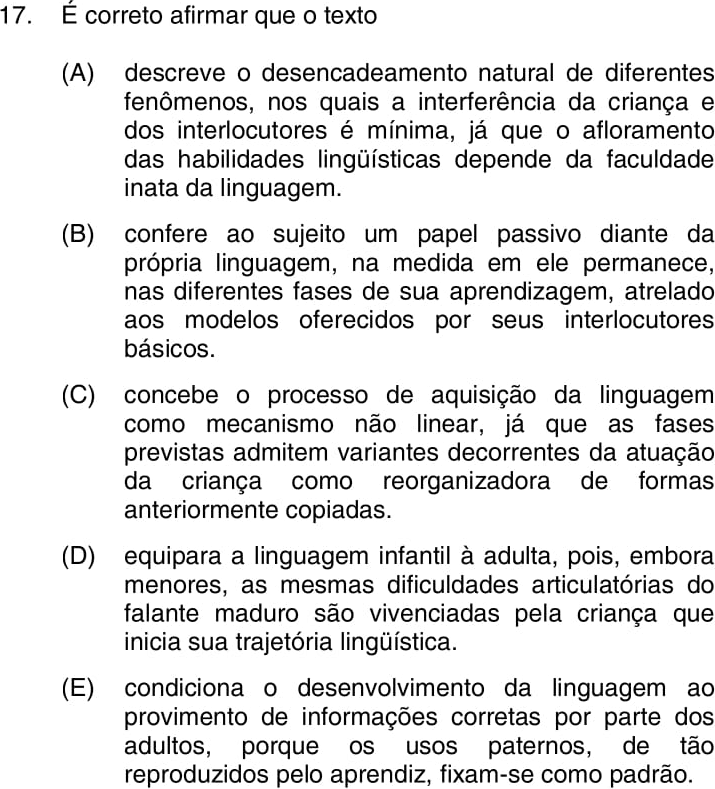 17. É correto afirmar que o texto
(A) descreve o desencadeamento natural de diferentes
fenômenos, nos quais a interferência da criança e
dos interlocutores é mínima, já que o afloramento
das habilidades lingüísticas depende da faculdade
inata da linguagem.
(B) confere ao sujeito um papel passivo diante da
própria linguagem, na medida em ele permanece,
nas diferentes fases de sua aprendizagem, atrelado
aos modelos oferecidos por seus interlocutores
básicos.
(C) concebe o processo de aquisição da linguagem
como mecanismo não linear, já que as fases
previstas admitem variantes decorrentes da atuação
da criança como reorganizadora de formas
anteriormente copiadas.
(D) equipara a linguagem infantil à adulta, pois, embora
menores, as mesmas dificuldades articulatórias do
falante maduro são vivenciadas pela criança que
inicia sua trajetória lingüística.
(E) condiciona o desenvolvimento da linguagem ao
provimento de informações corretas por parte dos
adultos, porque os usos paternos, de tão
reproduzidos pelo aprendiz, fixam-se como padrão.